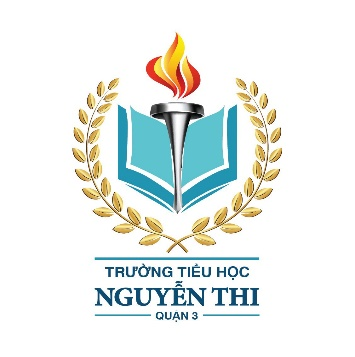 TRƯỜNG TIỂU HỌC
NGUYỄN THI
QUẬN 3